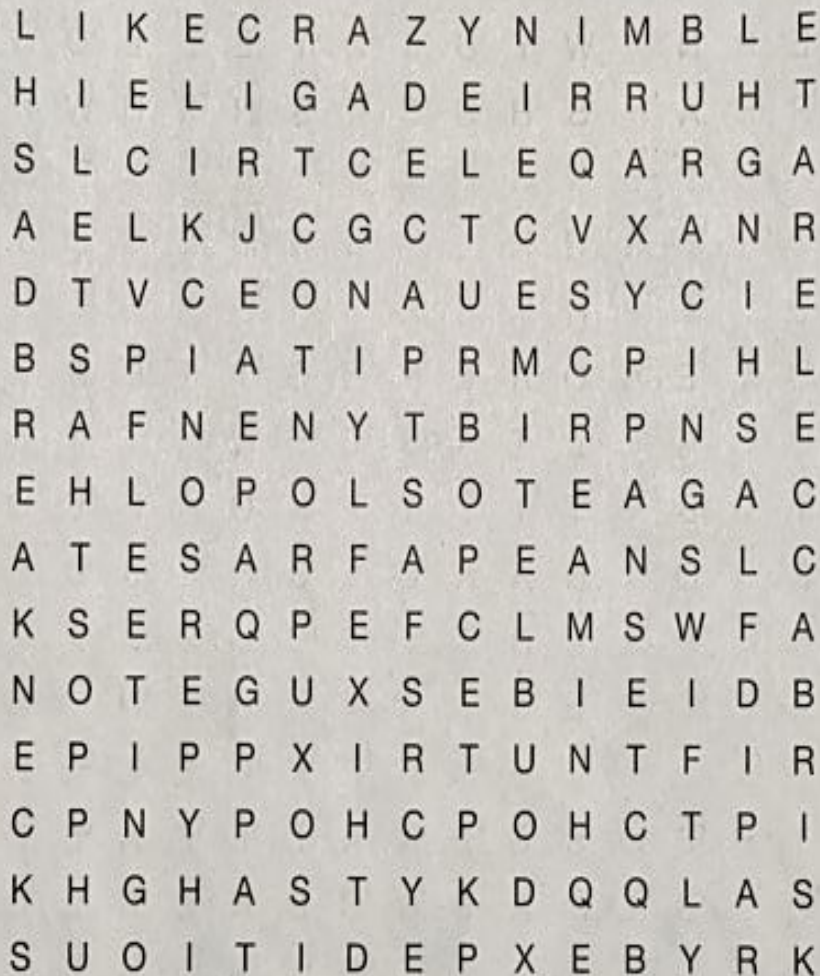 L I K E C R A Z Y N I M B L E
H I E L I G A D E I R R U H T
S L C I R T C E L E Q A R G A
A E L K J C G C T C V X A N R
D T V C E O N A U E S Y C I E
B S P I A T I P R M C P I H L
R A F N E N Y T B I R P N S E
E H L O P O L S O T E A G A C
A T E S A R F A P E A N S L C
K S E R Q P E F C L M S W F A
N O T E G U X S E B I E I D B
E P I P P X I R T U N T F I R
C P N Y P O H C P O H C T P I
K H G H A S T Y K D Q Q L A S
S U O I T I D E P X E B Y R K